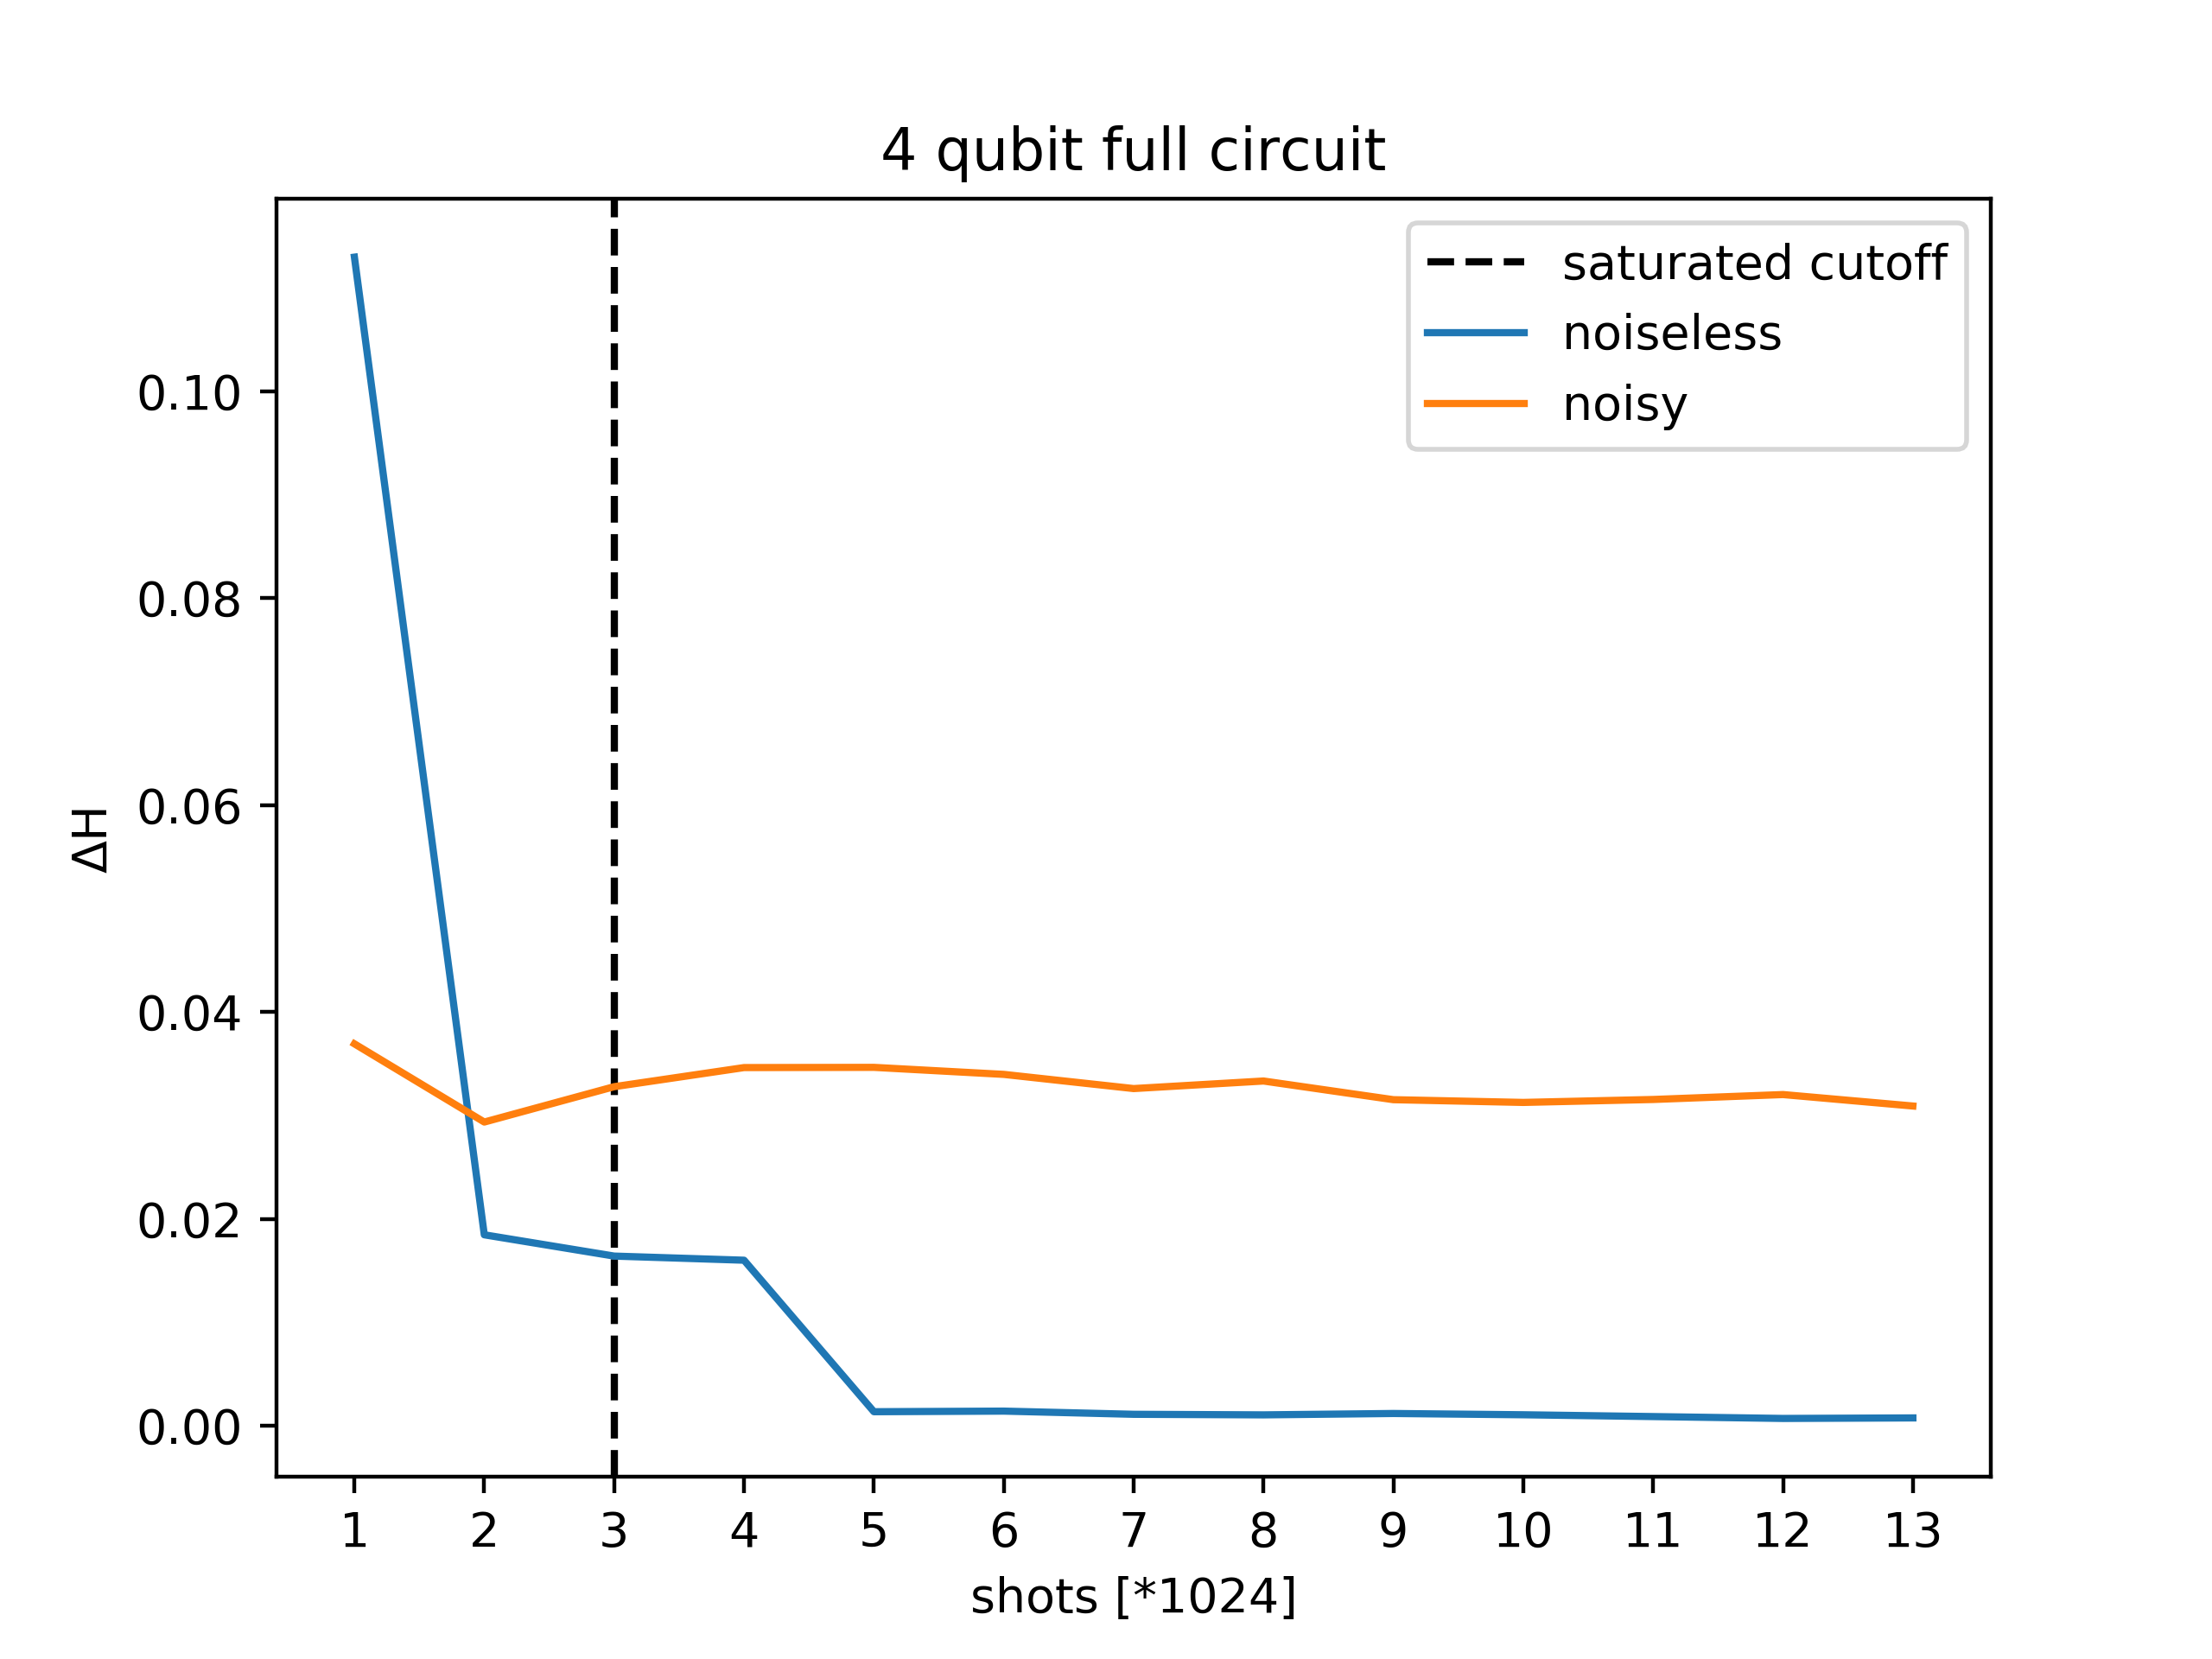 4 qubit full circuit
saturated cutoff
noiseless
noisy
0.10
0.08
0.06
0.04
0.02
0.00
ΔH
1 2 3 4 5 6 7 8 9 10 11 12 13
shots [*1024]